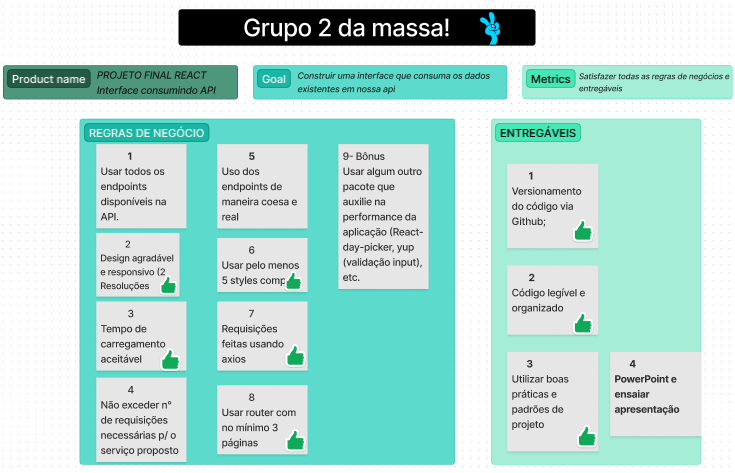 Grupo 2 da massa!
Product name
PROJETO FINAL REACT
Interface consumindo API
Goal
Construir uma interface que consuma os dados
existentes em nossa api
Metrics
Satisfazer todas as regras de negócios e
entregáveis
REGRAS DE NEGÓCIO
1
Usar todos os
endpoints
disponíveis na
API.
2
Design agradável
e responsivo (2
Resoluções
3
Tempo de
carregamento
aceitável
4
Não exceder n°
de requisições
necessárias p/ o
serviço proposto
5
Uso dos
endpoints de
maneira coesa e
real
6
Usar pelo menos
5 styles comp
7
Requisições
feitas usando
axios
8
Usar router com
no mínimo 3
páginas
9- Bônus
Usar algum outro
pacote que
auxilie na
performance da
aplicação (React-
day-picker, yup
(validação input),
etc.
ENTREGÁVEIS
1
Versionamento
do código via
Github;
2
Código legível e
organizado
3
Utilizar boas
práticas e
padrões de
projeto
4
PowerPoint e
ensaiar
apresentação